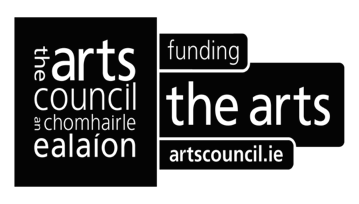 the arts
council
an chomhairle
ealaíon
funding
the arts
artscouncil.ie